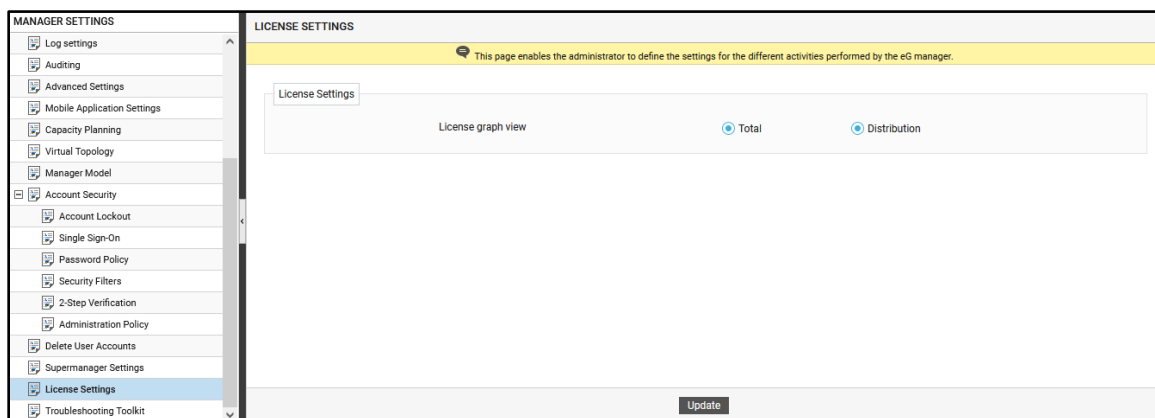 MANAGER SETTINGS
Log settings
Auditing
Advanced Settings
Mobile Application Settings
Capacity Planning
Virtual Topology
Manager Model
Account Security
Account Lockout
Single Sign-On
Password Policy
Security Filters
2-Step Verification
Administration Policy
Delete User Accounts
Supermanager Settings
License Settings
Troubleshooting Toolkit
LICENSE SETTINGS
This page enables the administrator to define the settings for the different activities performed by the eG manager.
License Settings
License graph view Total Distribution
Update